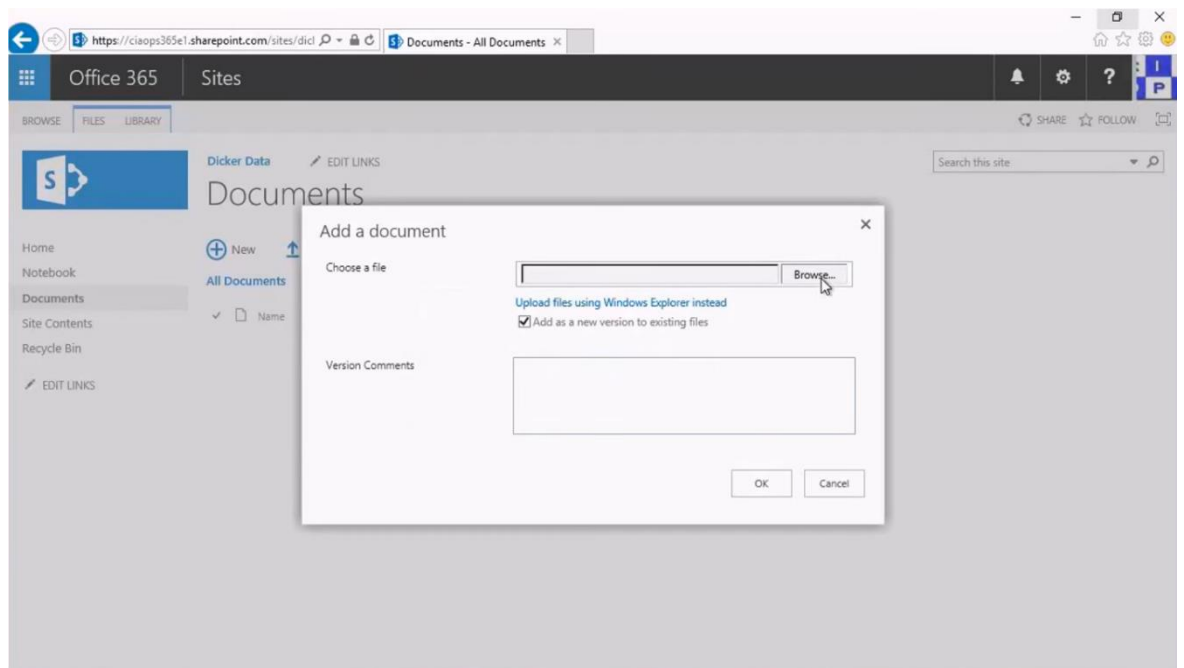 https://ciaops365e1.sharepoint.com/sites/dicl
Documents - All Documents
Office 365
Sites
?
I
P
BROWSE
FILES
LIBRARY
SHARE
FOLLOW
S
Dicker Data
EDIT LINKS
Search this site
Documents
Home
Notebook
Documents
Site Contents
Recycle Bin
EDIT LINKS
New
All Documents
Name
Add a document
Choose a file
Browse...
Upload files using Windows Explorer instead
Add as a new version to existing files
Version Comments
OK
Cancel